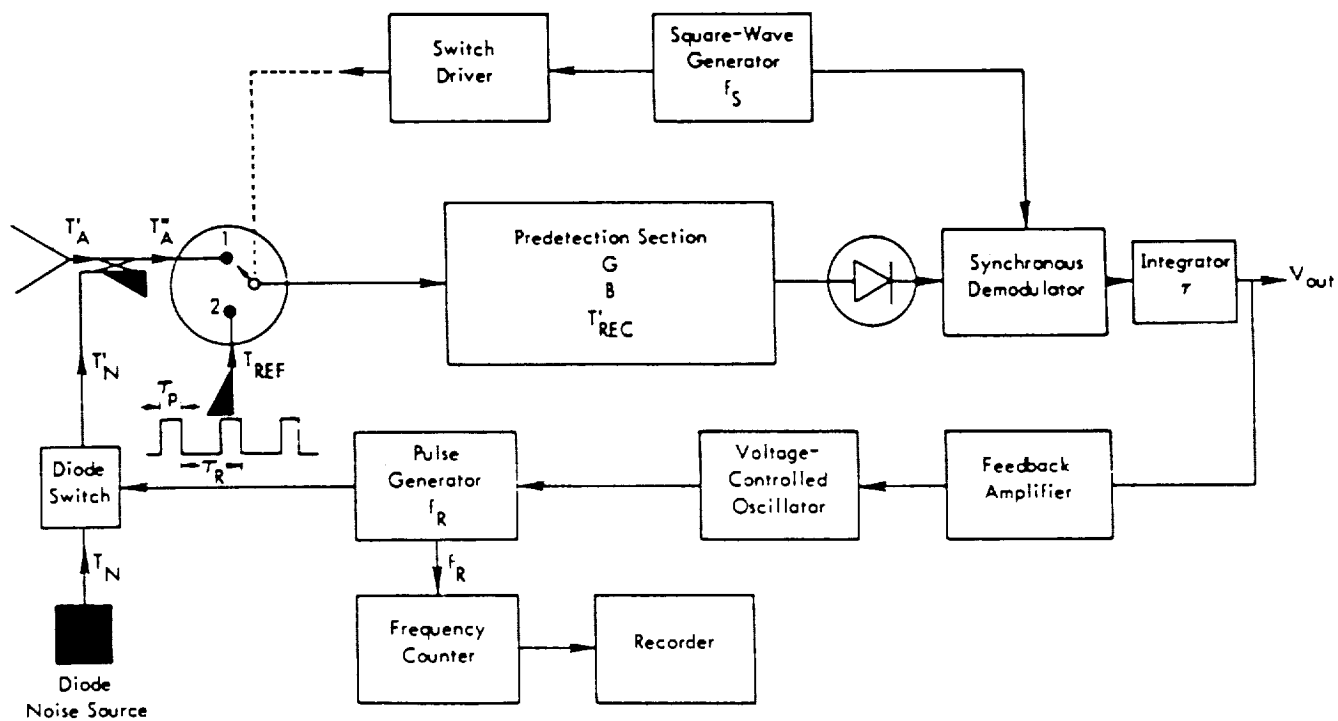 Switch
Driver
Square-Wave
Generator
f_S
T'_A
T''_A
1
2
Predetection Section
G
B
T'_REC
Synchronous
Demodulator
Integrator
τ
V_out
T'_N
T_REF
τ_p
τ_R
Diode
Switch
Pulse
Generator
f_R
Voltage-
Controlled
Oscillator
Feedback
Amplifier
T_N
f_R
Frequency
Counter
Recorder
Diode
Noise Source